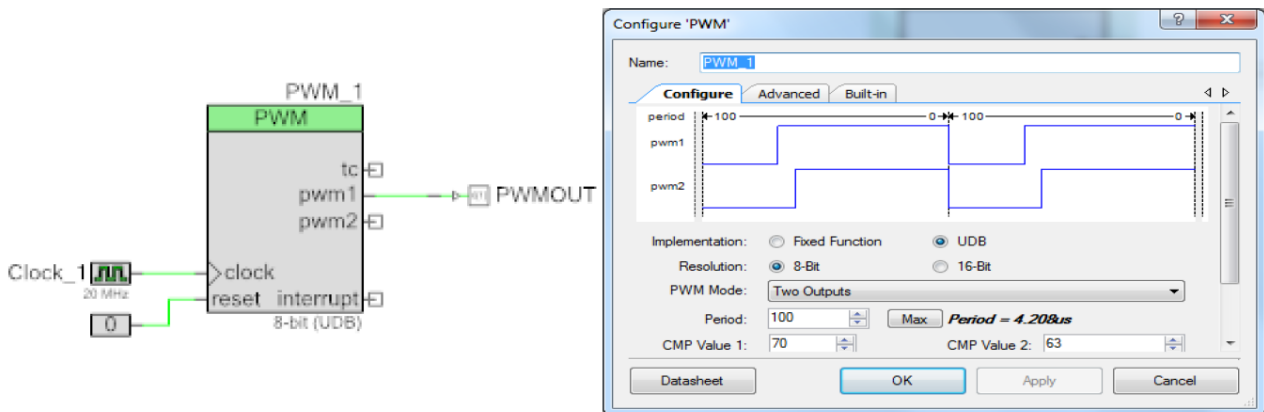 PWM_1
PWM
tc
pwm1
PWMOUT
pwm2
Clock_1
20 MHz
clock
reset interrupt
0
8-bit (UDB)
Configure 'PWM'
Name: PWM_1
Configure Advanced Built-in
period 100 0 100 0
pwm1
pwm2
Implementation: Fixed Function UDB
Resolution: 8-Bit 16-Bit
PWM Mode: Two Outputs
Period: 100 Max Period = 4.208us
CMP Value 1: 70 CMP Value 2: 63
Datasheet OK Apply Cancel